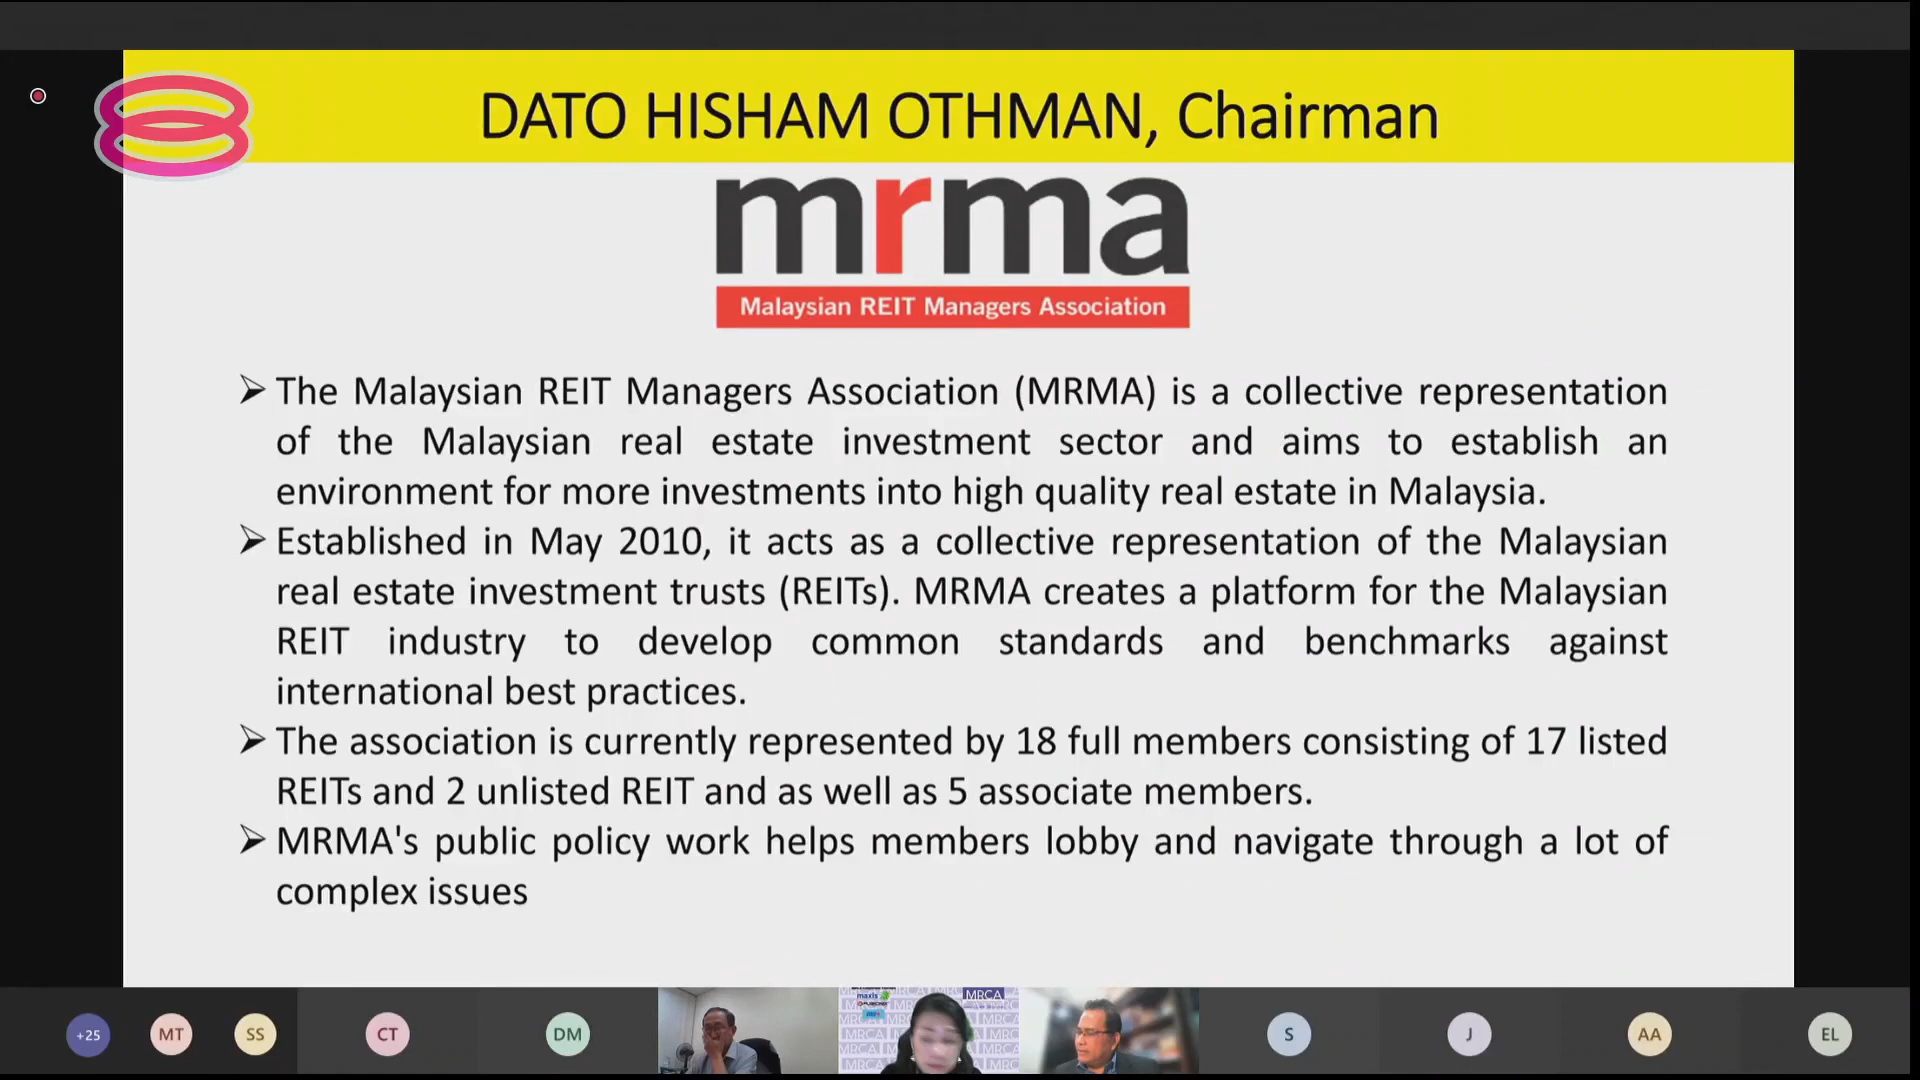 DATO HISHAM OTHMAN, Chairman
mrma
Malaysian REIT Managers Association
➢ The Malaysian REIT Managers Association (MRMA) is a collective representation
of the Malaysian real estate investment sector and aims to establish an
environment for more investments into high quality real estate in Malaysia.
➢ Established in May 2010, it acts as a collective representation of the Malaysian
real estate investment trusts (REITs). MRMA creates a platform for the Malaysian
REIT industry to develop common standards and benchmarks against
international best practices.
➢ The association is currently represented by 18 full members consisting of 17 listed
REITs and 2 unlisted REIT and as well as 5 associate members.
➢ MRMA's public policy work helps members lobby and navigate through a lot of
complex issues
+25
MT
SS
CT
DM
maxis
MRCA
S
J
AA
EL